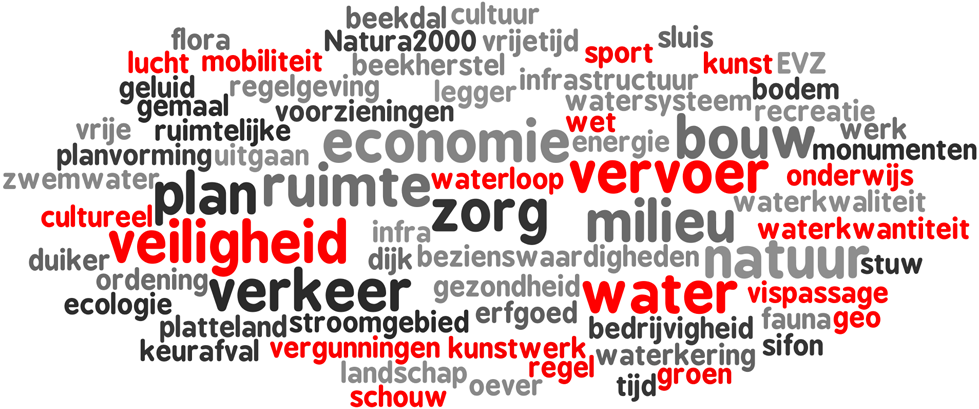 beekdal cultuur
flora Natura2000 vrijetijd sport sluis
lucht mobiliteit beekherstel kunst EVZ
geluid regelgeving legger infrastructuur bodem
gemaal voorzieningen watersysteem recreatie
vrije ruimtelijke economie wet energie bouw werk
planvorming uitgaan monumenten
zwemwater plan ruimte waterloop vervoer onderwijs
cultureel zorg milieu waterkwaliteit
veiligheid infra waterkwantiteit
duiker dijk bezienswaardigheden natuur stuw
ordening verkeer gezondheid water vispassage
ecologie erfgoed
platteland stroomgebied bedrijvigheid fauna geo
keurafval vergunningen kunstwerk waterkering sifon
landschap oever regel tijd groen
schouw